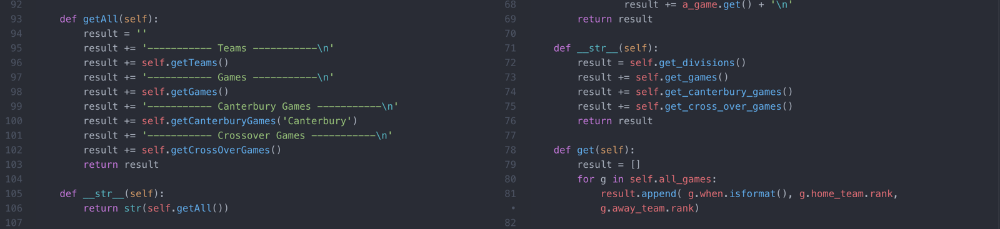 92
93 def getAll(self):
94 result = ''
95 result += '----------- Teams -----------\n'
96 result += self.getTeams()
97 result += '----------- Games -----------\n'
98 result += self.getGames()
99 result += '----------- Canterbury Games -----------\n'
100 result += self.getCanterburyGames('Canterbury')
101 result += '----------- Crossover Games -----------\n'
102 result += self.getCrossOverGames()
103 return result
104
105 def __str__(self):
106 return str(self.getAll())
107
68 result += a_game.get() + '\n'
69 return result
70
71 def __str__(self):
72 result = self.get_divisions()
73 result += self.get_games()
74 result += self.get_canterbury_games()
75 result += self.get_cross_over_games()
76 return result
77
78 def get(self):
79 result = []
80 for g in self.all_games:
81 result.append( g.when.isformat(), g.home_team.rank,
• g.away_team.rank)
82